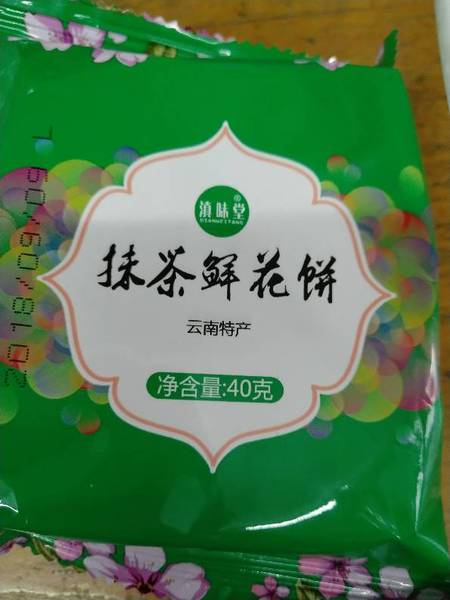 滇味堂
DIANWEITANG
抹茶鲜花饼
云南特产
净含量:40克
2018/09/09